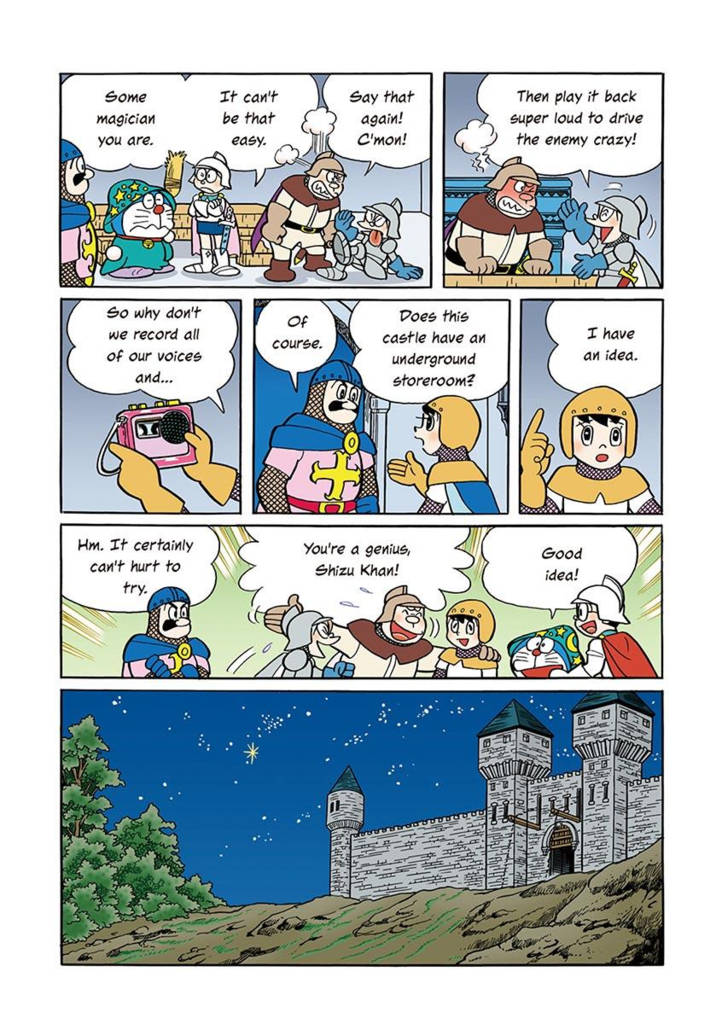 Then play it back
super loud to drive
the enemy crazy!
Say that
again!
C'mon!
It can't
be that
easy.
Some
magician
you are.
I have
an idea.
Does this
castle have an
underground
storeroom?
Of
course.
So why don't
we record all
of our voices
and...
Good
idea!
You're a genius,
Shizu Khan!
Hm. It certainly
can't hurt to
try.